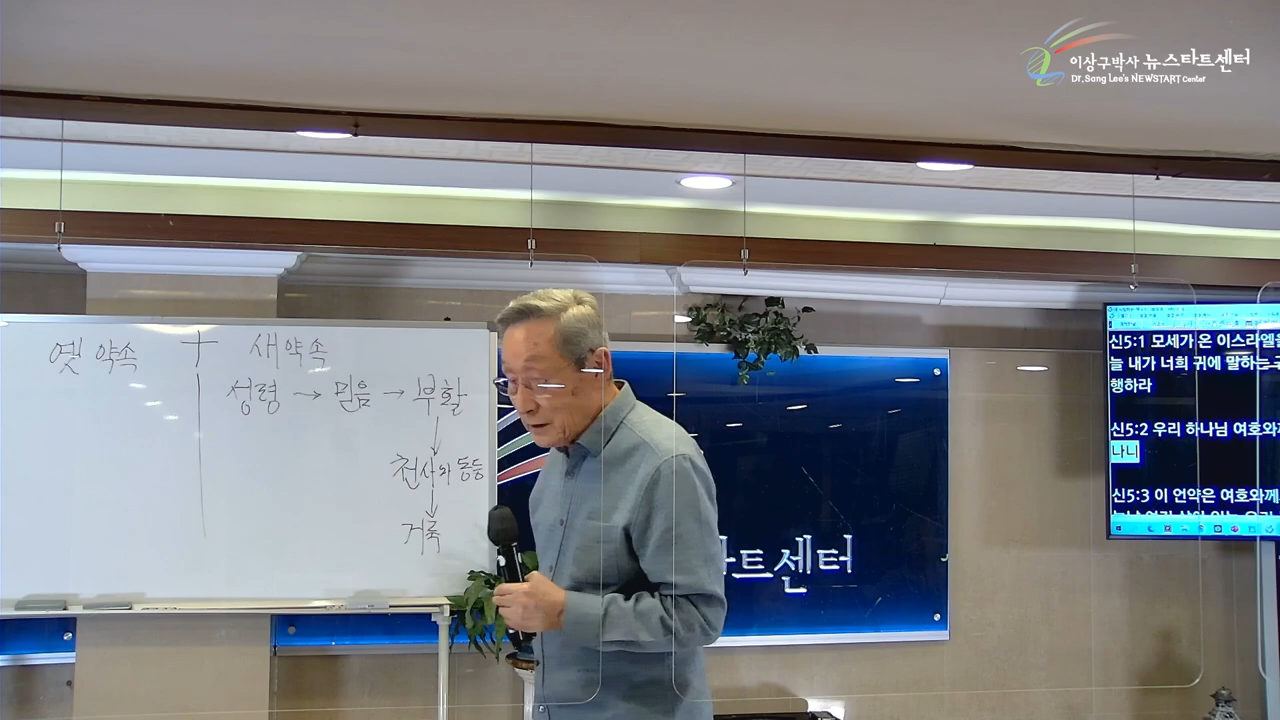 이상구박사 뉴스타트센터
Dr. Sang Lee's NEWSTART Center
옛 약속 새약속
성령 → 믿음 → 부활
천사와 동등
거룩
타트센터
신5:1 모세가 온 이스라엘을
늘 내가 너희 귀에 말하는
행하라
신5:2 우리 하나님 여호와
나니
신5:3 이 언약은 여호와께